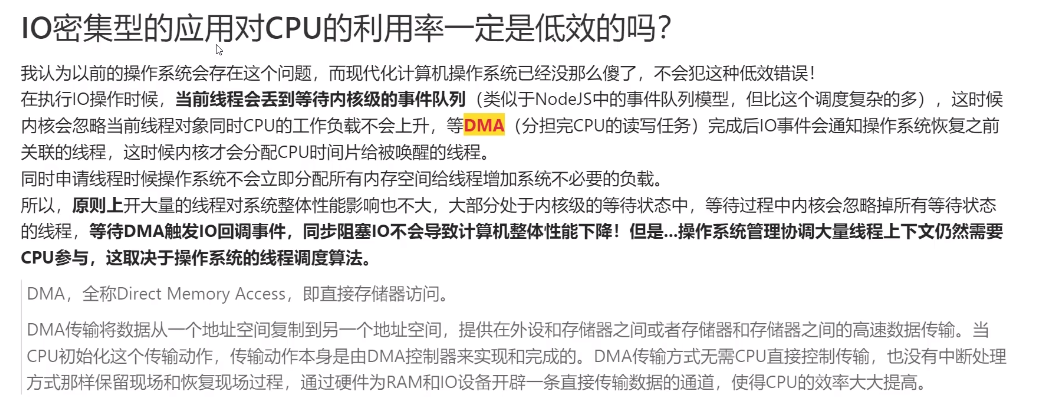 IO密集型的应用对CPU的利用率一定是低效的吗？
我认为以前的操作系统会存在这个问题，而现代化计算机操作系统已经没那么傻了，不会犯这种低效错误！
在执行IO操作时候，当前线程会丢到等待内核级的事件队列（类似于NodeJS中的事件队列模型，但比这个调度复杂的多），这时候
内核会忽略当前线程对象同时CPU的工作负载不会上升，等DMA（分担完CPU的读写任务）完成后IO事件会通知操作系统恢复之前
关联的线程，这时候内核才会分配CPU时间片给被唤醒的线程。
同时申请线程时候操作系统不会立即分配所有内存空间给线程增加系统不必要的负载。
所以，原则上开大量的线程对系统整体性能影响也不大，大部分处于内核级的等待状态中，等待过程中内核会忽略掉所有等待状态
的线程，等待DMA触发IO回调事件，同步阻塞IO不会导致计算机整体性能下降！但是...操作系统管理协调大量线程上下文仍然需要
CPU参与，这取决于操作系统的线程调度算法。
DMA，全称Direct Memory Access，即直接存储器访问。
DMA传输将数据从一个地址空间复制到另一个地址空间，提供在外设和存储器之间或者存储器和存储器之间的高速数据传输。当
CPU初始化这个传输动作，传输动作本身是由DMA控制器来实现和完成的。DMA传输方式无需CPU直接控制传输，也没有中断处理
方式那样保留现场和恢复现场过程，通过硬件为RAM和IO设备开辟一条直接传输数据的通道，使得CPU的效率大大提高。